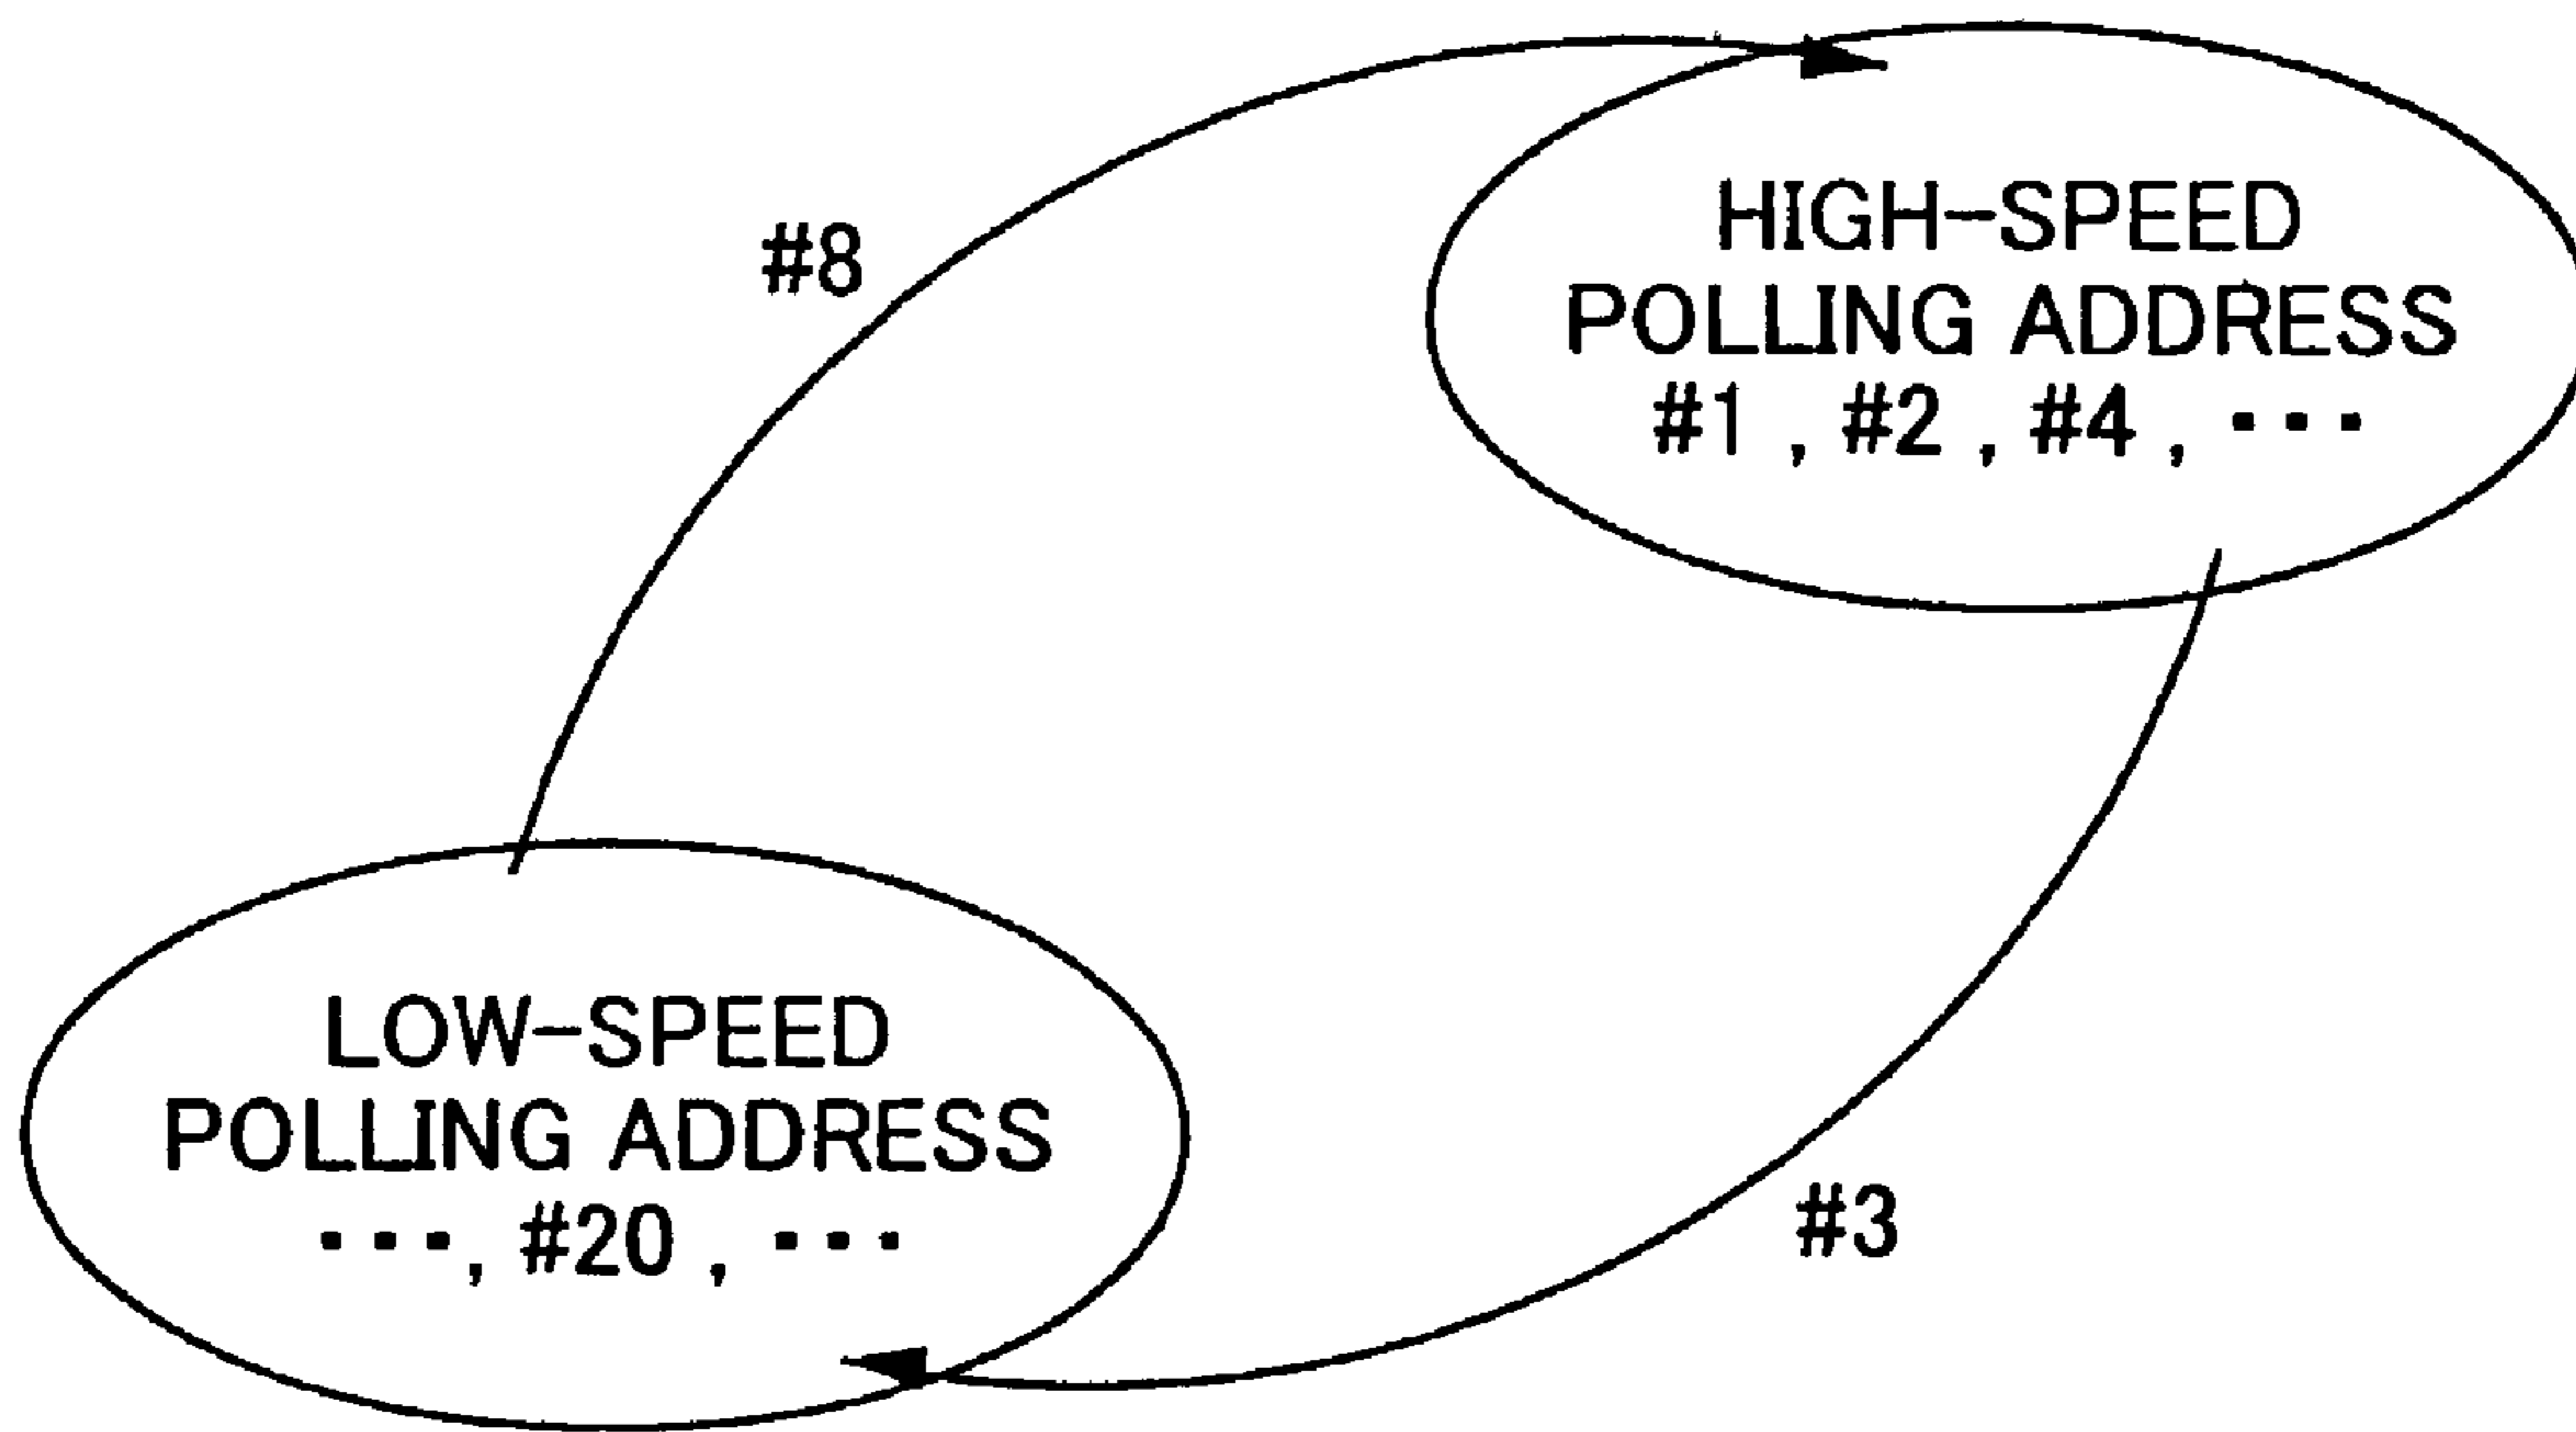 #8
HIGH-SPEED
POLLING ADDRESS
#1 , #2 , #4 , ･･･
LOW-SPEED
POLLING ADDRESS
･･･, #20 , ･･･
#3